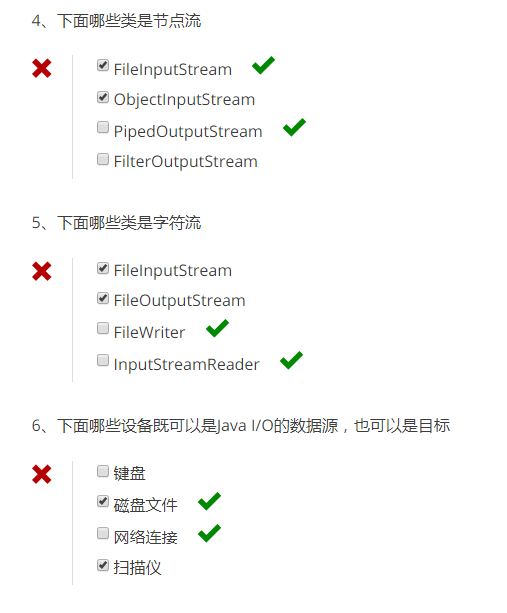 4、下面哪些类是节点流
FileInputStream
ObjectInputStream
PipedOutputStream
FilterOutputStream
5、下面哪些类是字符流
FileInputStream
FileOutputStream
FileWriter
InputStreamReader
6、下面哪些设备既可以是Java I/O的数据源，也可以是目标
键盘
磁盘文件
网络连接
扫描仪